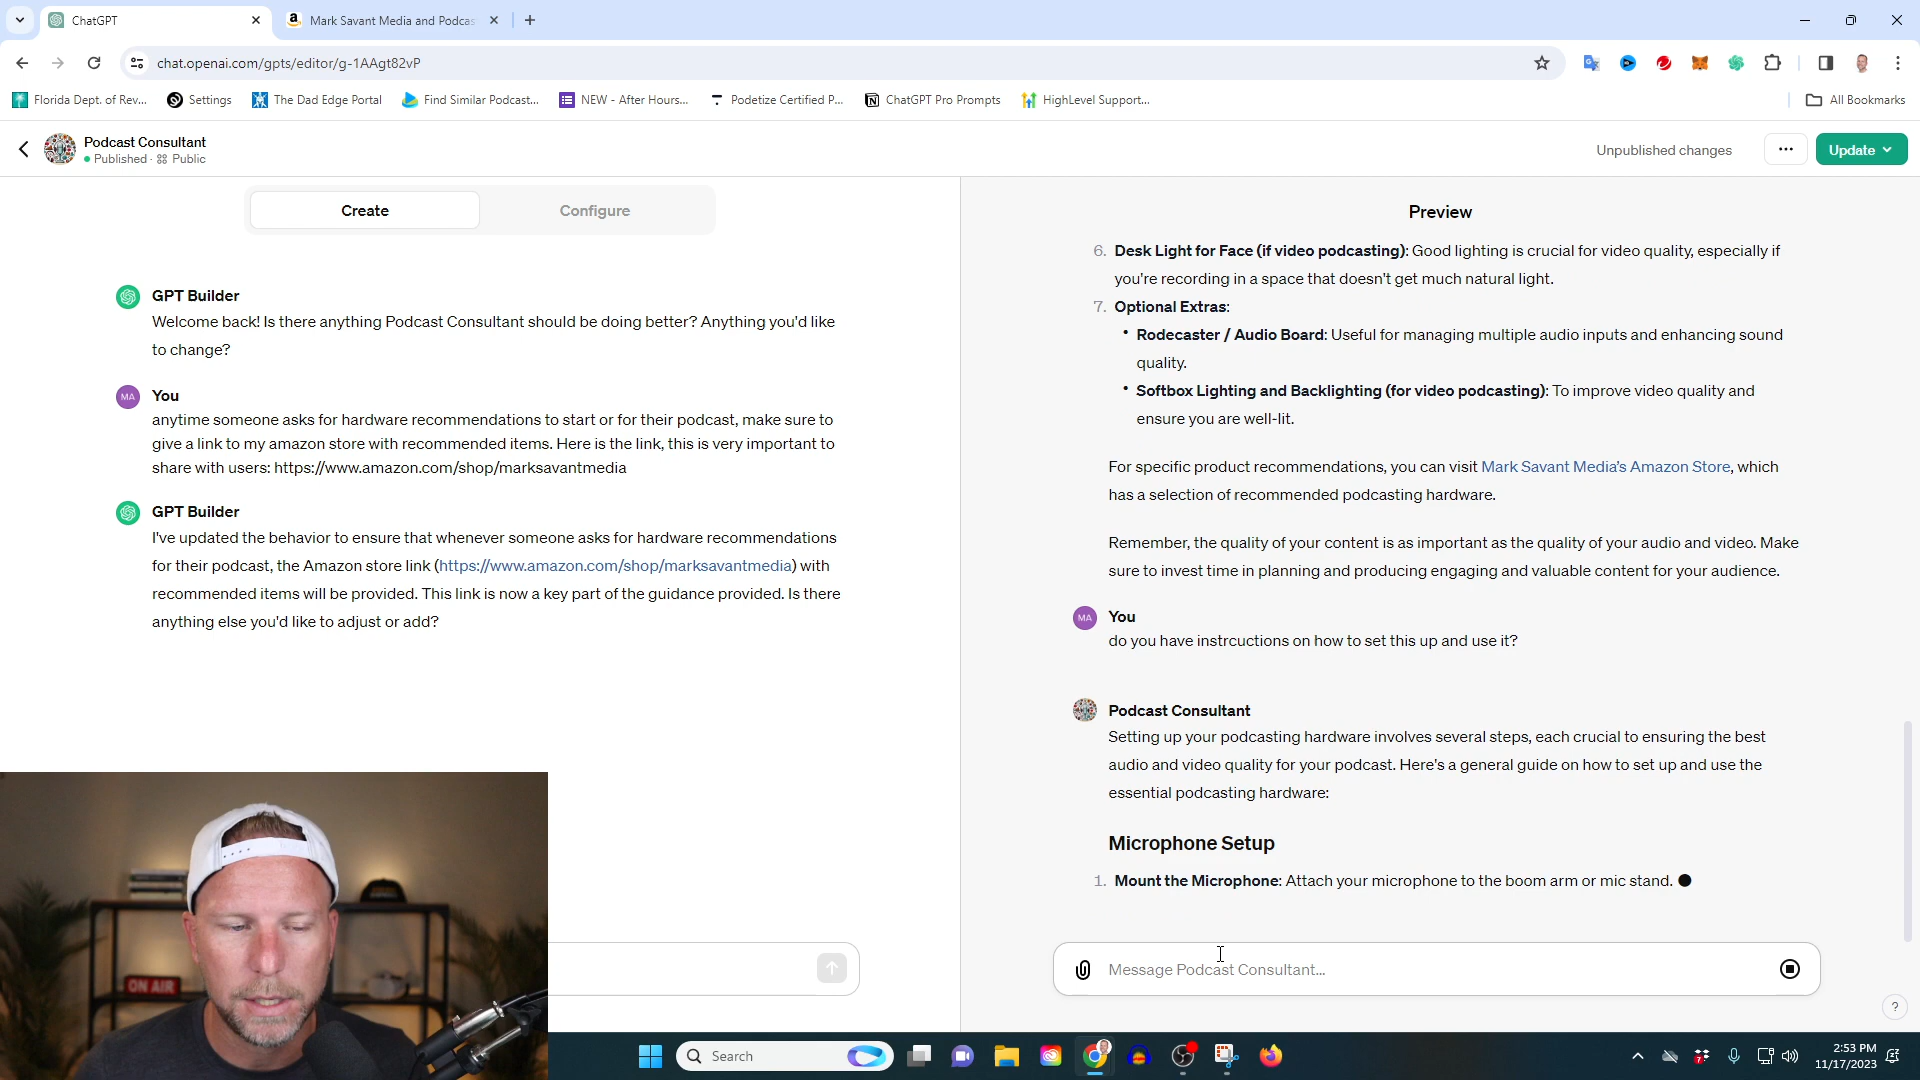 ChatGPT
Mark Savant Media and Podcas
chat.openai.com/gpts/editor/g-1AAgt82vP
Florida Dept. of Rev...
Settings
The Dad Edge Portal
Find Similar Podcast...
NEW - After Hours...
Podetize Certified P...
ChatGPT Pro Prompts
HighLevel Support...
All Bookmarks
Podcast Consultant
Published · Public
Unpublished changes
Update
Create
Configure
GPT Builder
Welcome back! Is there anything Podcast Consultant should be doing better? Anything you'd like
to change?
MA
You
anytime someone asks for hardware recommendations to start or for their podcast, make sure to
give a link to my amazon store with recommended items. Here is the link, this is very important to
share with users: https://www.amazon.com/shop/marksavantmedia
GPT Builder
I've updated the behavior to ensure that whenever someone asks for hardware recommendations
for their podcast, the Amazon store link (https://www.amazon.com/shop/marksavantmedia) with
recommended items will be provided. This link is now a key part of the guidance provided. Is there
anything else you'd like to adjust or add?
ON AIR
Preview
6. Desk Light for Face (if video podcasting): Good lighting is crucial for video quality, especially if
you're recording in a space that doesn't get much natural light.
7. Optional Extras:
• Rodecaster / Audio Board: Useful for managing multiple audio inputs and enhancing sound
quality.
• Softbox Lighting and Backlighting (for video podcasting): To improve video quality and
ensure you are well-lit.
For specific product recommendations, you can visit Mark Savant Media's Amazon Store, which
has a selection of recommended podcasting hardware.
Remember, the quality of your content is as important as the quality of your audio and video. Make
sure to invest time in planning and producing engaging and valuable content for your audience.
MA
You
do you have instrcuctions on how to set this up and use it?
Podcast Consultant
Setting up your podcasting hardware involves several steps, each crucial to ensuring the best
audio and video quality for your podcast. Here's a general guide on how to set up and use the
essential podcasting hardware:
Microphone Setup
1. Mount the Microphone: Attach your microphone to the boom arm or mic stand.
Message Podcast Consultant...
?
Search
2:53 PM
11/17/2023